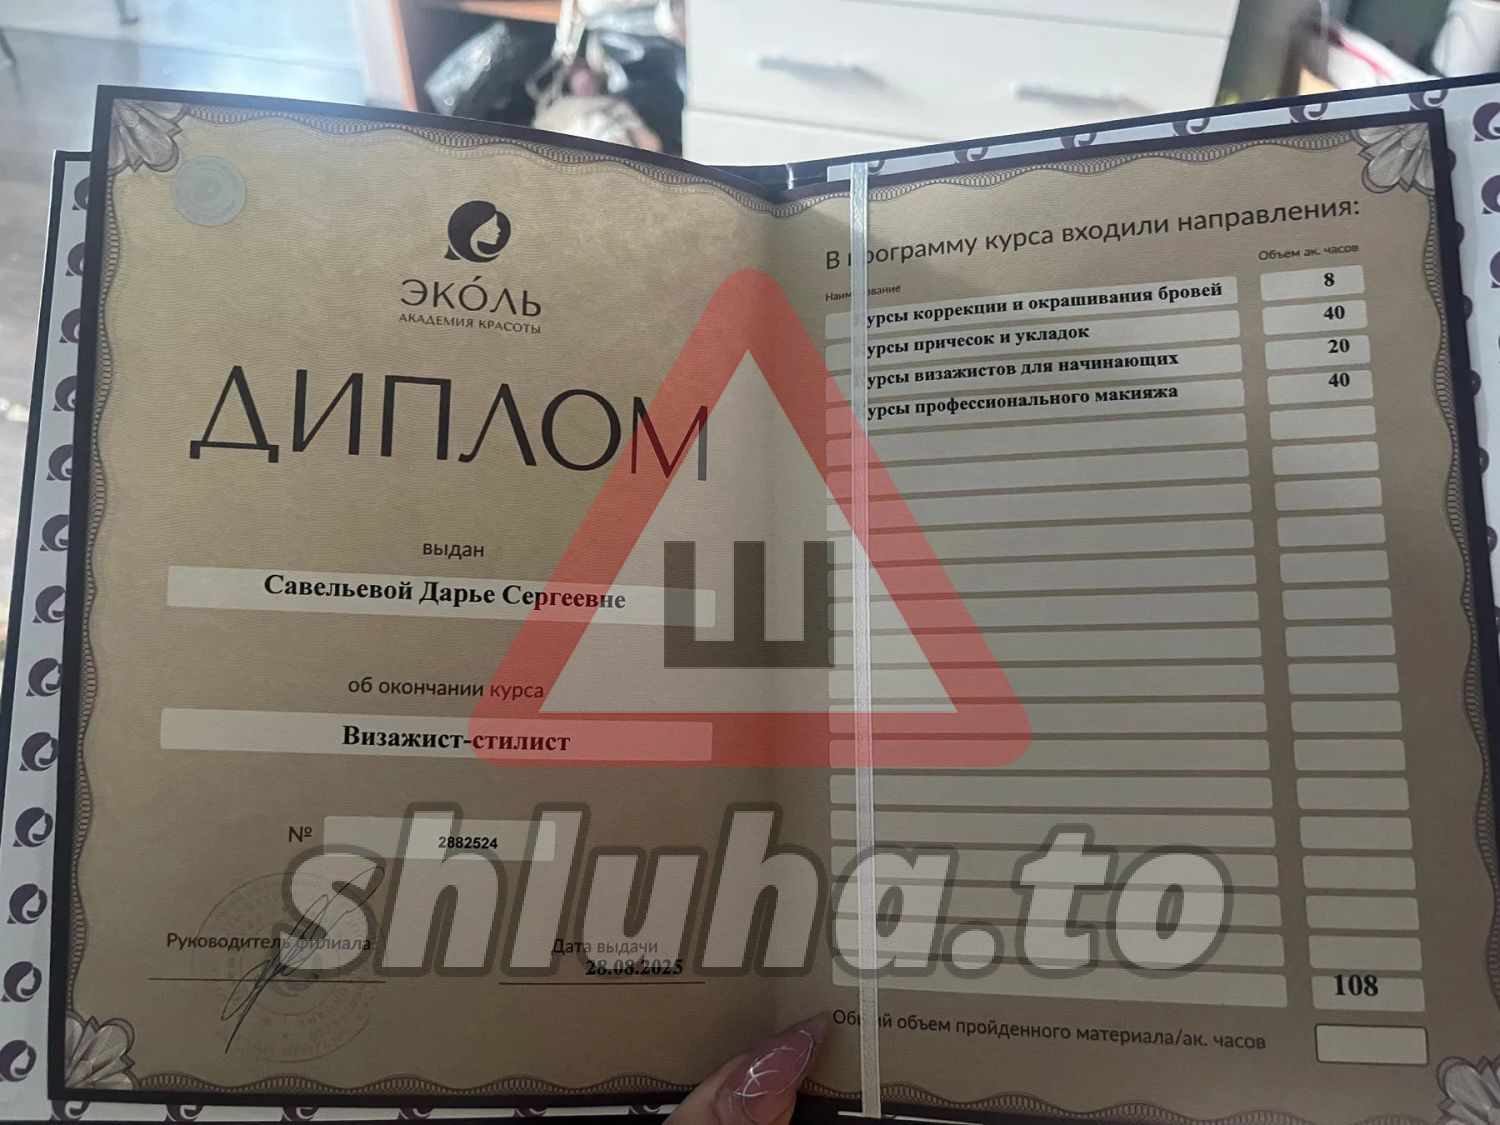 ЭКО́ЛЬ
АКАДЕМИЯ КРАСОТЫ
ДИПЛОМ
выдан
Савельевой Дарье Сергеевне
об окончании курса
Визажист-стилист
№ 2882524
Руководитель филиала
Дата выдачи
28.08.2025
В программу курса входили направления:
Наименование
Объем ак. часов
урсы коррекции и окрашивания бровей 8
урсы причесок и укладок 40
урсы визажистов для начинающих 20
урсы профессионального макияжа 40
108
Общий объем пройденного материала/ак. часов
Ш
shluha.to